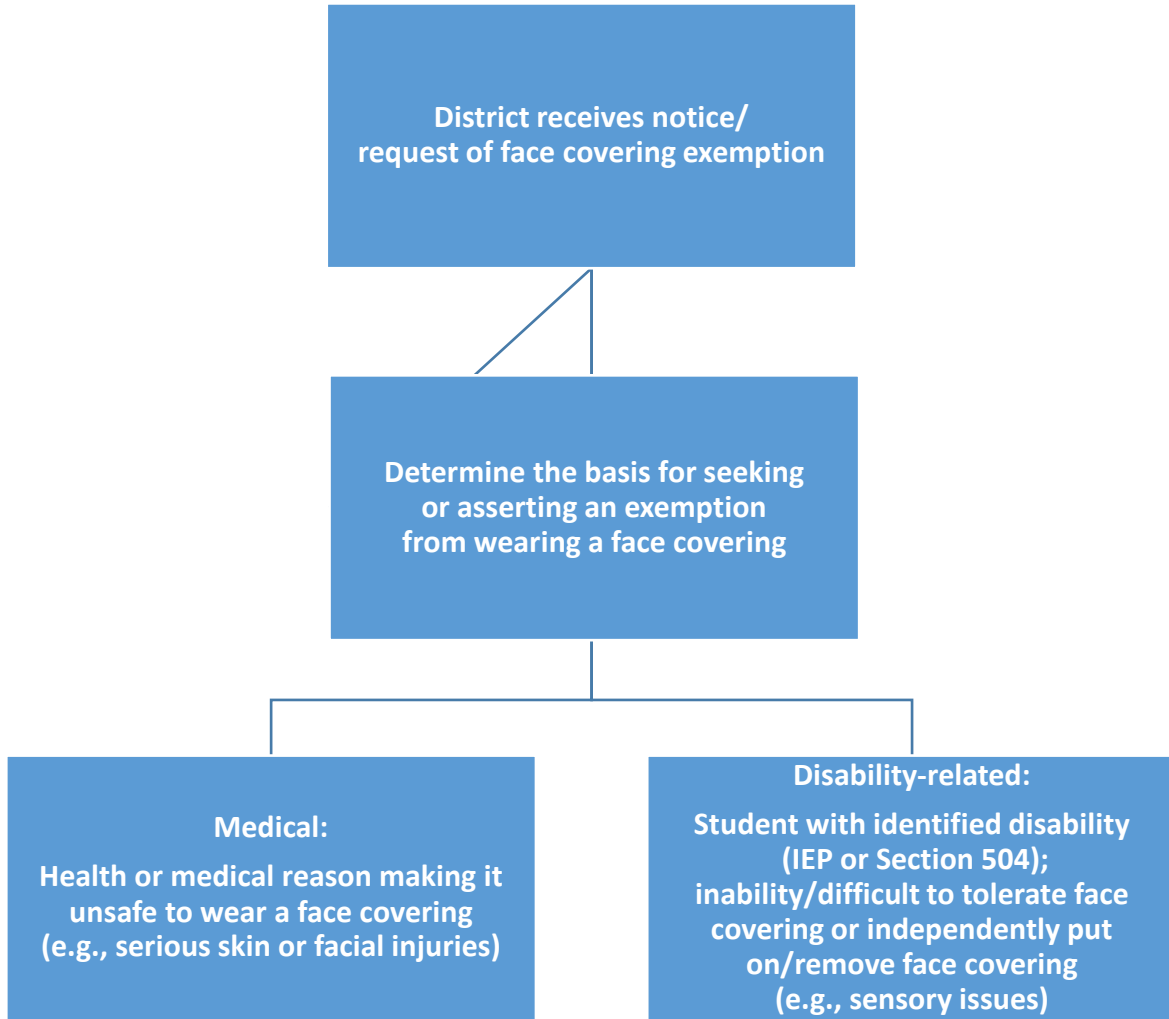 District receives notice/
request of face covering exemption
Determine the basis for seeking
or asserting an exemption
from wearing a face covering
Medical:
Health or medical reason making it
unsafe to wear a face covering
(e.g., serious skin or facial injuries)
Disability-related:
Student with identified disability
(IEP or Section 504);
inability/difficult to tolerate face
covering or independently put
on/remove face covering
(e.g., sensory issues)